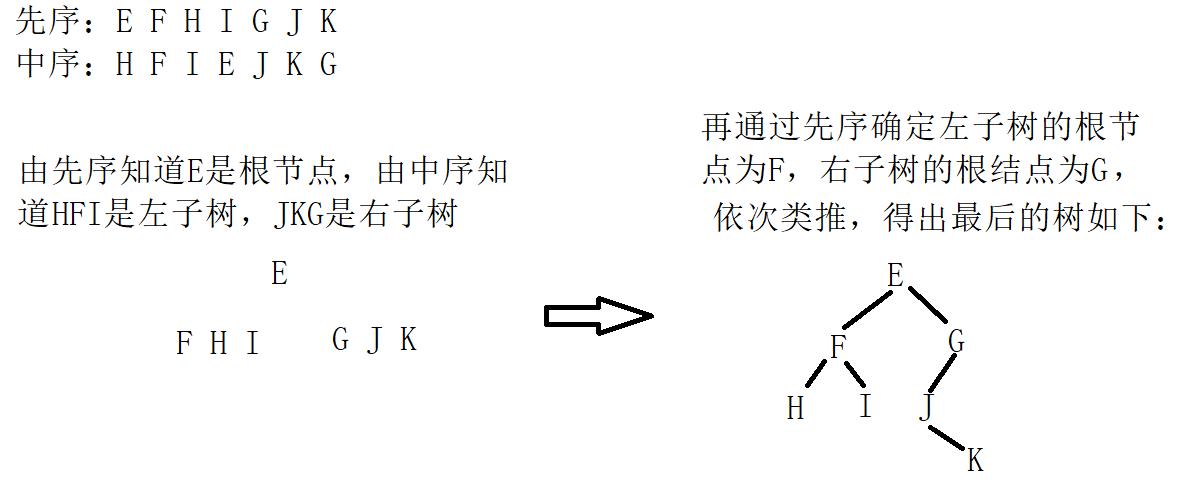 先序：E F H I G J K
中序：H F I E J K G
由先序知道E是根节点，由中序知
道HFI是左子树，JKG是右子树
E
F H I
G J K
再通过先序确定左子树的根节
点为F，右子树的根结点为G，
依次类推，得出最后的树如下：
E
F
G
H
I
J
K